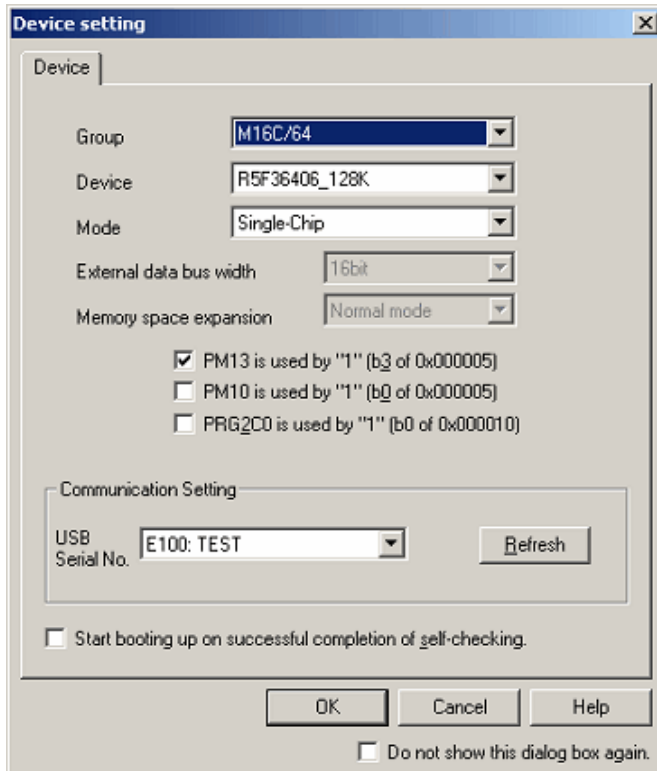 Device setting
Device
Group M16C/64
Device R5F36406_128K
Mode Single-Chip
External data bus width 16bit
Memory space expansion Normal mode
PM13 is used by "1" (b3 of 0x000005)
PM10 is used by "1" (b0 of 0x000005)
PRG2C0 is used by "1" (b0 of 0x000010)
Communication Setting
USB
Serial No. E100: TEST Refresh
Start booting up on successful completion of self-checking.
OK Cancel Help
Do not show this dialog box again.